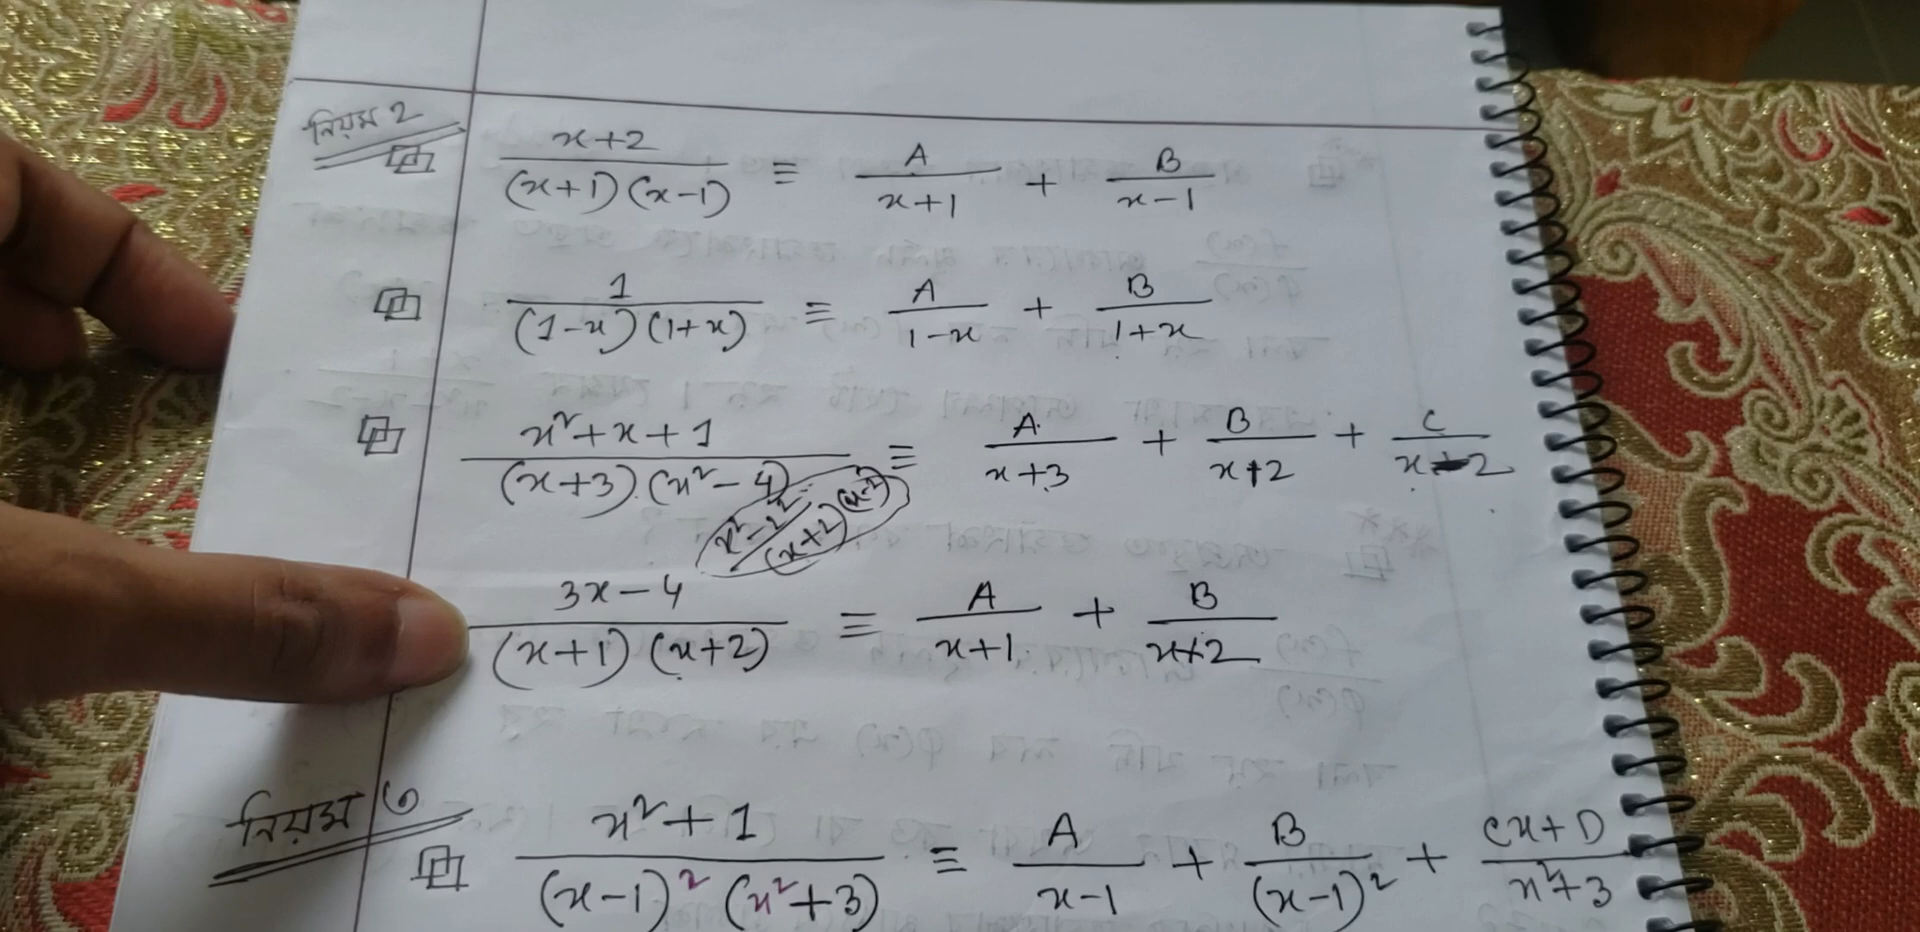 নিয়ম 2
x+2 / (x+1)(x-1) ≡ A / x+1 + B / x-1
1 / (1-x)(1+x) ≡ A / 1-x + B / 1+x
x²+x+1 / (x+3)(x²-4) ≡ A / x+3 + B / x+2 + C / x-2
x²-2²
(x+2)(x-2)
3x-4 / (x+1)(x+2) ≡ A / x+1 + B / x+2
নিয়ম ৩
x²+1 / (x-1)²(x²+3) ≡ A / x-1 + B / (x-1)² + Cx+D / x²+3